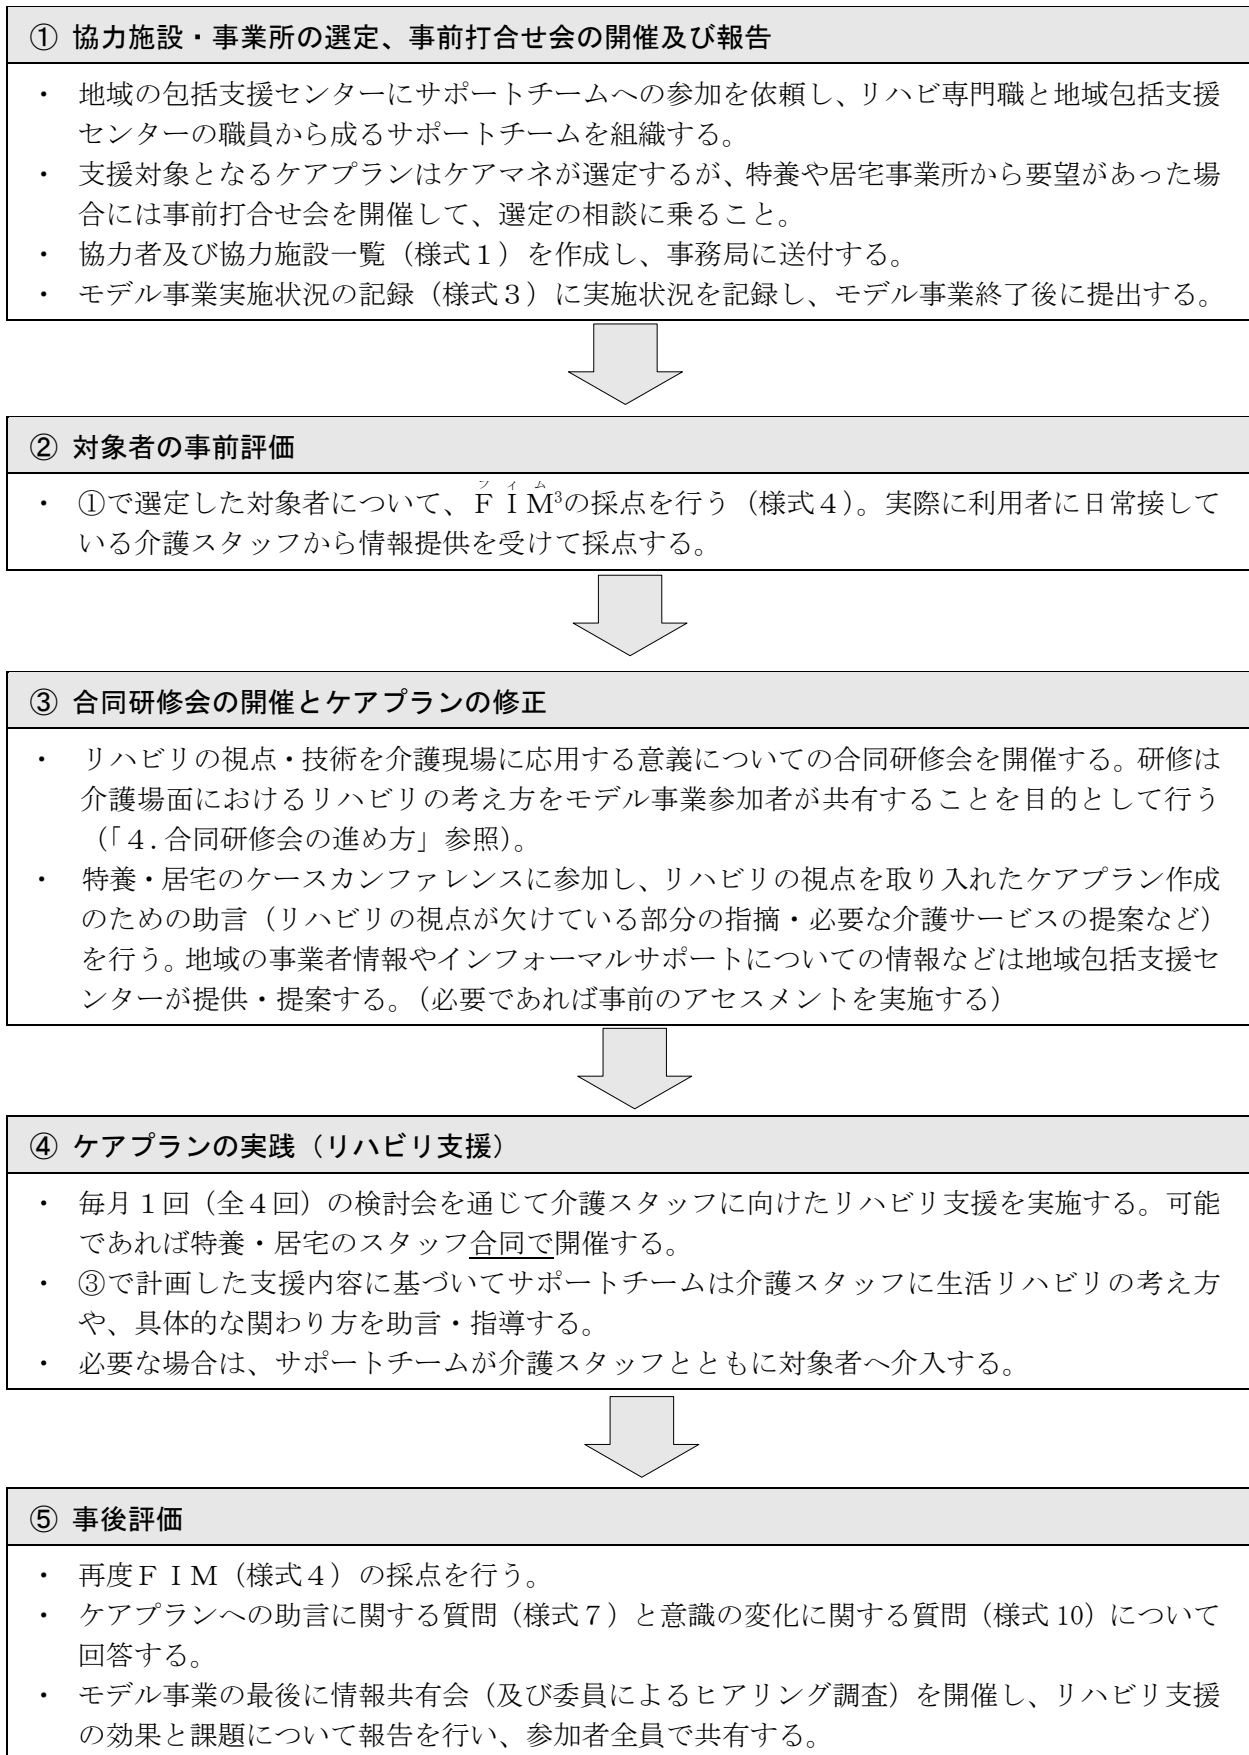 ① 協力施設・事業所の選定、事前打合せ会の開催及び報告
・ 地域の包括支援センターにサポートチームへの参加を依頼し、リハビ専門職と地域包括支援
センターの職員から成るサポートチームを組織する。
・ 支援対象となるケアプランはケアマネが選定するが、特養や居宅事業所から要望があった場
合には事前打合せ会を開催して、選定の相談に乗ること。
・ 協力者及び協力施設一覧（様式１）を作成し、事務局に送付する。
・ モデル事業実施状況の記録（様式３）に実施状況を記録し、モデル事業終了後に提出する。
② 対象者の事前評価
フィム
・ ①で選定した対象者について、ＦＩＭ3の採点を行う（様式４）。実際に利用者に日常接して
いる介護スタッフから情報提供を受けて採点する。
③ 合同研修会の開催とケアプランの修正
・ リハビリの視点・技術を介護現場に応用する意義についての合同研修会を開催する。研修は
介護場面におけるリハビリの考え方をモデル事業参加者が共有することを目的として行う
（「４.合同研修会の進め方」参照）。
・ 特養・居宅のケースカンファレンスに参加し、リハビリの視点を取り入れたケアプラン作成
のための助言（リハビリの視点が欠けている部分の指摘・必要な介護サービスの提案など）
を行う。地域の事業者情報やインフォーマルサポートについての情報などは地域包括支援セ
ンターが提供・提案する。（必要であれば事前のアセスメントを実施する）
④ ケアプランの実践（リハビリ支援）
・ 毎月１回（全４回）の検討会を通じて介護スタッフに向けたリハビリ支援を実施する。可能
であれば特養・居宅のスタッフ合同で開催する。
・ ③で計画した支援内容に基づいてサポートチームは介護スタッフに生活リハビリの考え方
や、具体的な関わり方を助言・指導する。
・ 必要な場合は、サポートチームが介護スタッフとともに対象者へ介入する。
⑤ 事後評価
・ 再度ＦＩＭ（様式４）の採点を行う。
・ ケアプランへの助言に関する質問（様式７）と意識の変化に関する質問（様式 10）について
回答する。
・ モデル事業の最後に情報共有会（及び委員によるヒアリング調査）を開催し、リハビリ支援
の効果と課題について報告を行い、参加者全員で共有する。